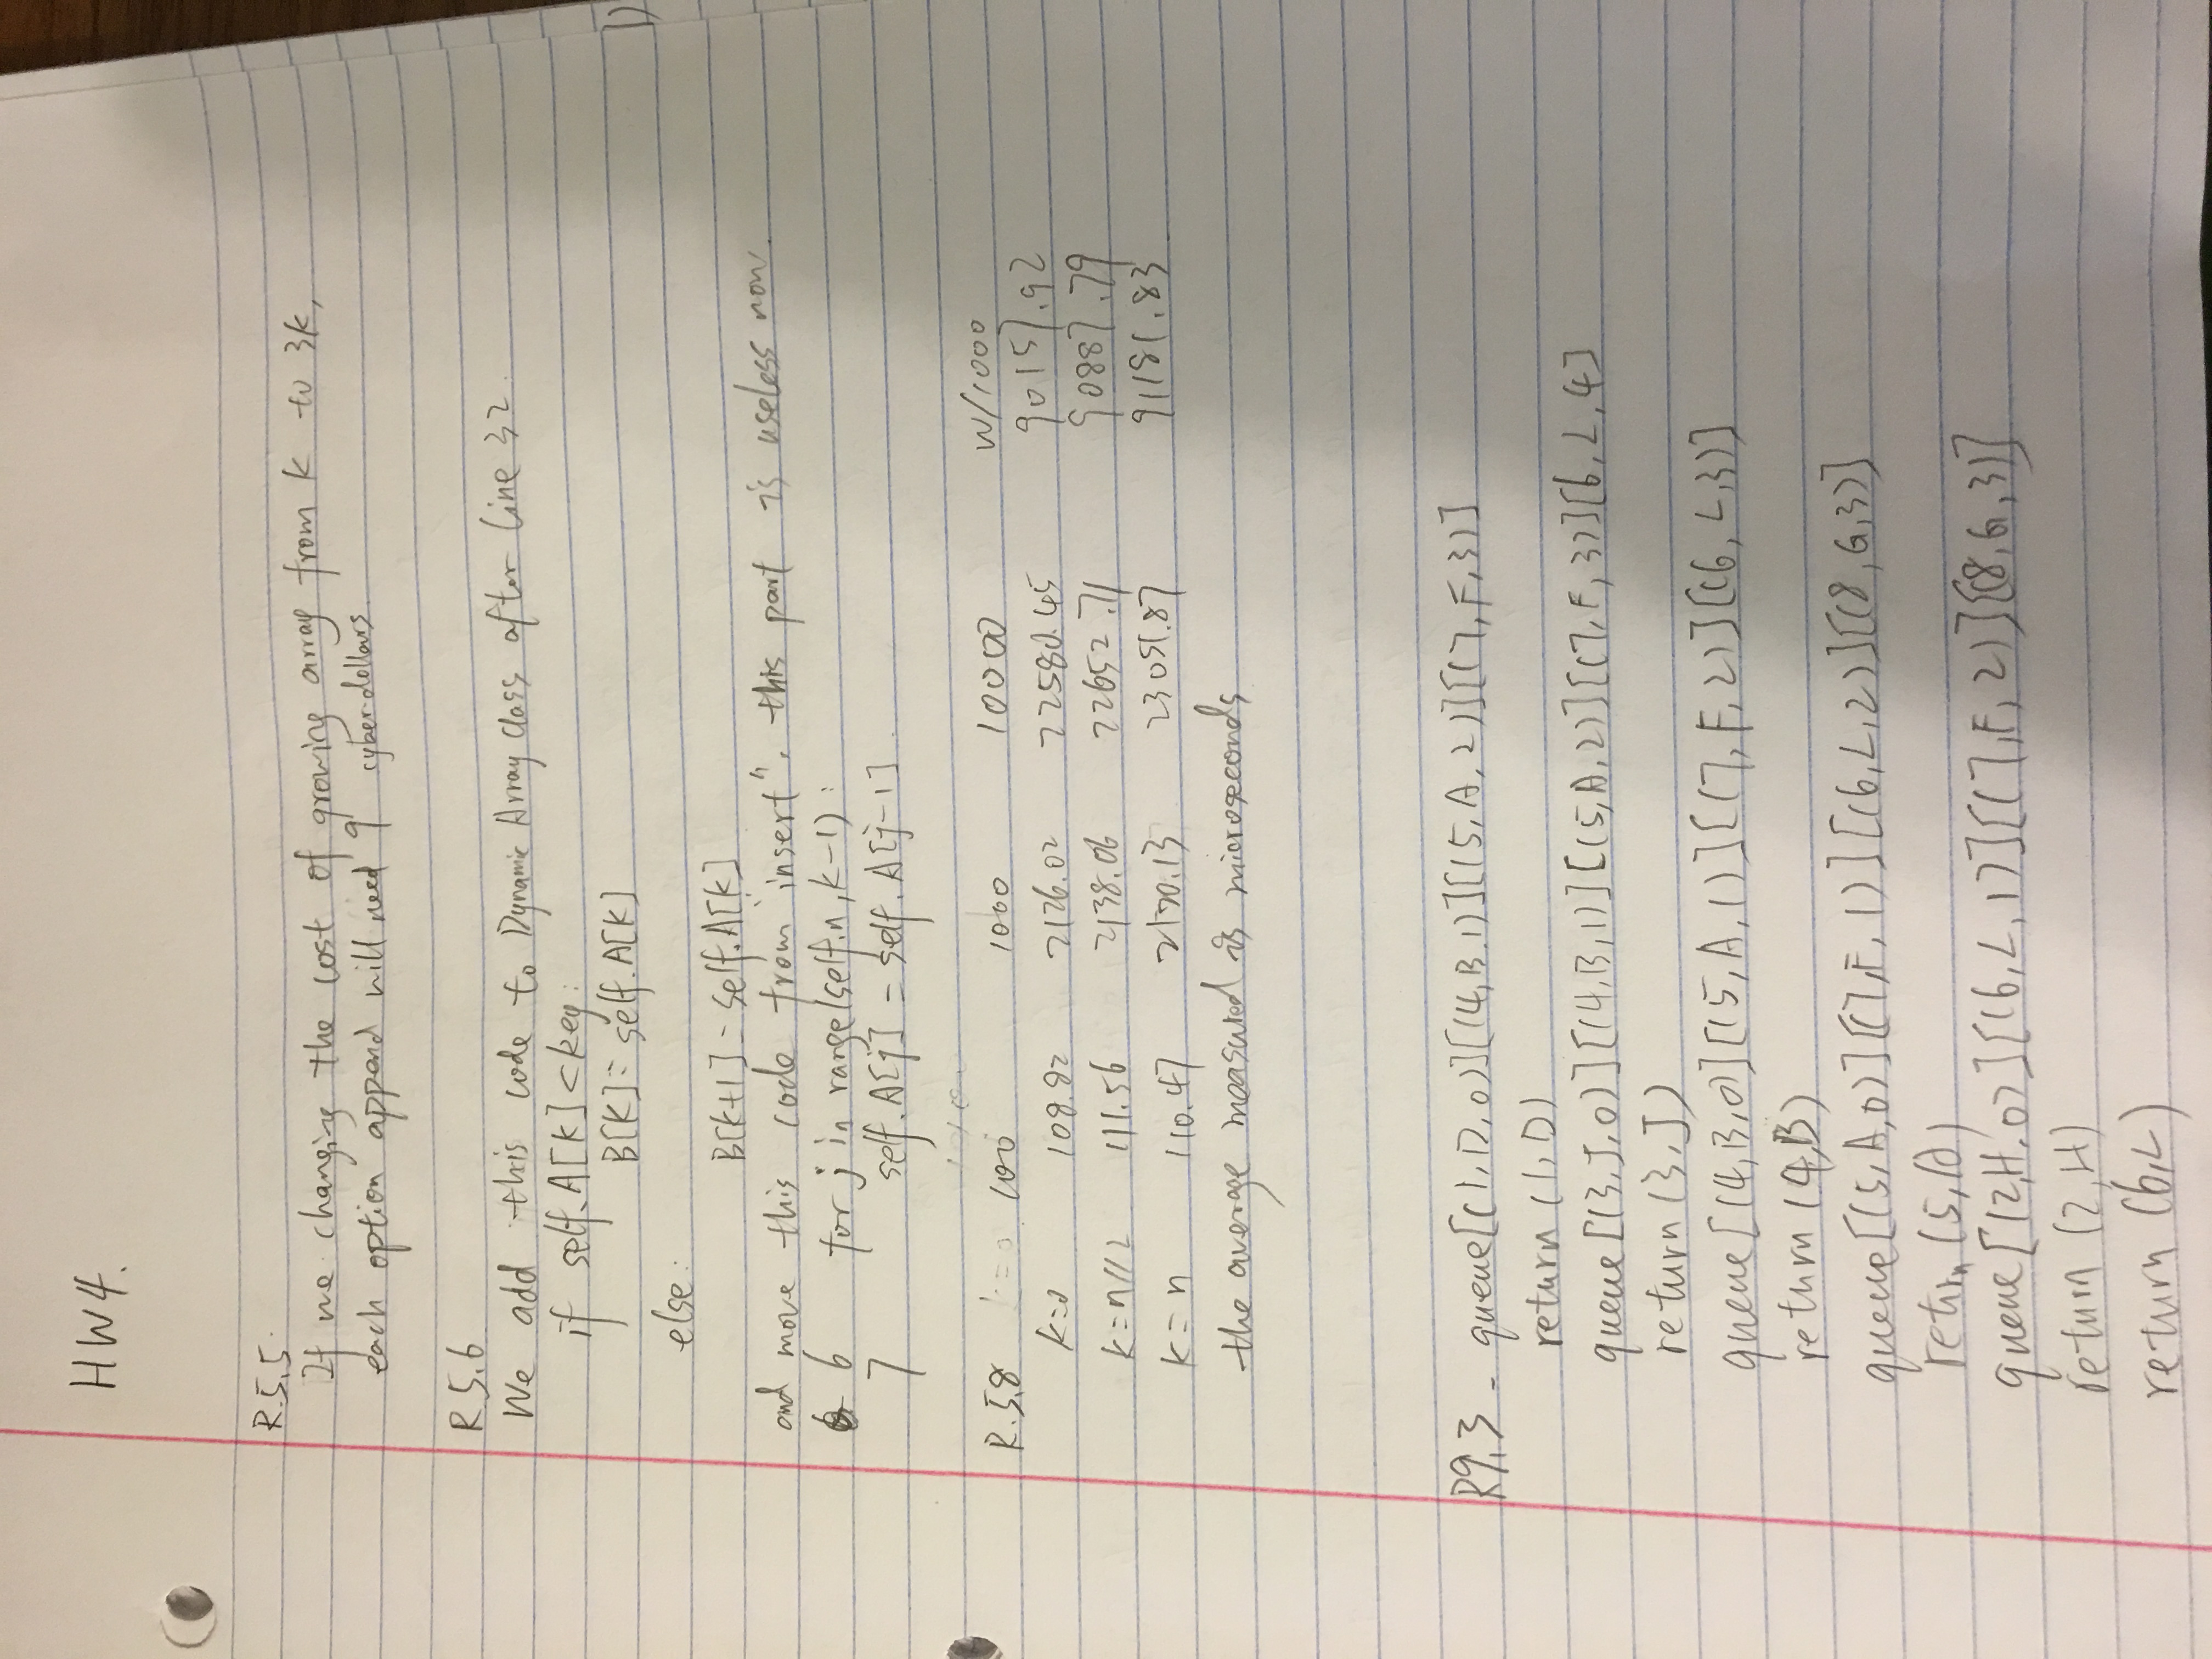 HW4.
R.5.5.
If we changing the cost of growing array from k to 3k,
each option appand will need 9 cyber-dollars.
R 5.6
We add this code to Dynamic Array Class after line 32.
if self.A[k]<key:
B[k]= self.A[k]
else:
B[k+1]=self.A[k]
and move this code from "insert", this part is useless now.
6 for j in range(self.n,k-1):
7 self.A[j] = self.A[j-1].
R.5.8 100 1000 10000 W/1000
k=0 108.82 2126.02 22580.45 90157.92
k=n//2 111.56 2138.06 22652.71 90887.79
k=n 110.47 23051.87 91181.83
the average measured is microseconds
R9.3 - queue[(1,D,0)][(4,B.1)][(5,A,2)][(7,F,3)]
return (1,D)
queue[(3,J,0)][(4,B,1)][(5,A,2)][(7,F,3)][6,L,4]
return (3,J)
queue[(4,B,0)][(5,A,1)][(7,F,2)][(6,L,3)]
return (4,B)
queue[(5,A,0)][(7,F,1)][(6,L,2)][(8,G,3)]
return (5,A)
queue[(2,H,0)][(6,L,1)][(7,F,2)][(8,G,3)]
return (2,H)
return (6,L)